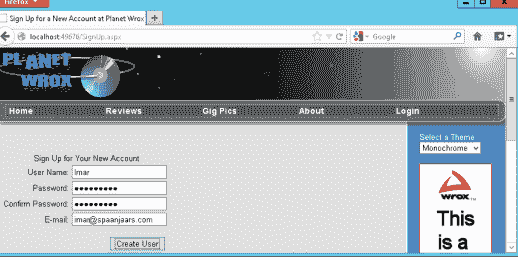 Firefox
Sign Up for a New Account at Planet Wrox
+
localhost:49676/SignUp.aspx
Google
PLANET
WROX
Home Reviews Gig Pics About Login
Select a Theme
Monochrome
Sign Up for Your New Account
User Name: Imar
Password: •••••••••
Confirm Password: •••••••••
E-mail: imar@spaanjaars.com
Create User
wrox™
This
is a